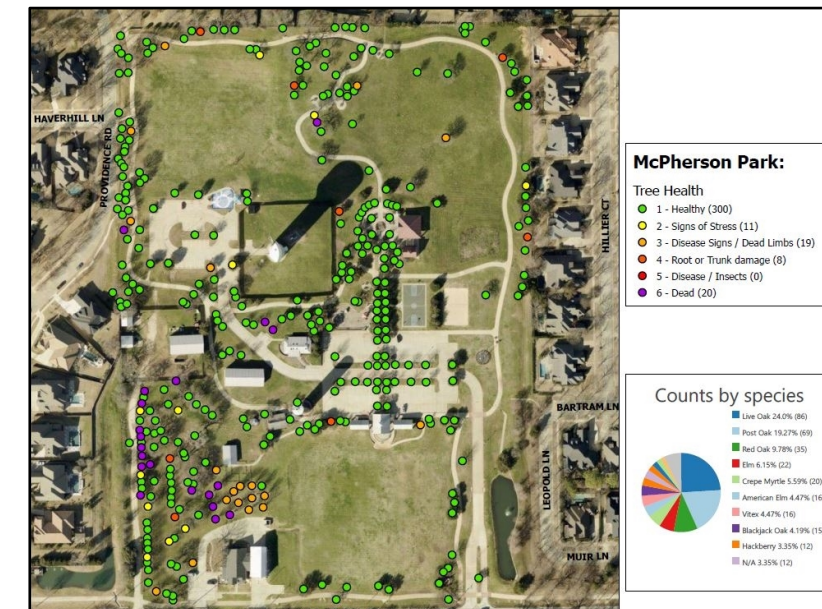 HAVERHILL LN
PROVIDENCE RD
HILLIER CT
BARTRAM LN
LEOPOLD LN
MUIR LN
McPherson Park:
Tree Health
1 - Healthy (300)
2 - Signs of Stress (11)
3 - Disease Signs / Dead Limbs (19)
4 - Root or Trunk damage (8)
5 - Disease / Insects (0)
6 - Dead (20)
Counts by species
Live Oak 24.0% (86)
Post Oak 19.27% (69)
Red Oak 9.78% (35)
Elm 6.15% (22)
Crepe Myrtle 5.59% (20)
American Elm 4.47% (16
Vitex 4.47% (16)
Blackjack Oak 4.19% (15
Hackberry 3.35% (12)
N/A 3.35% (12)